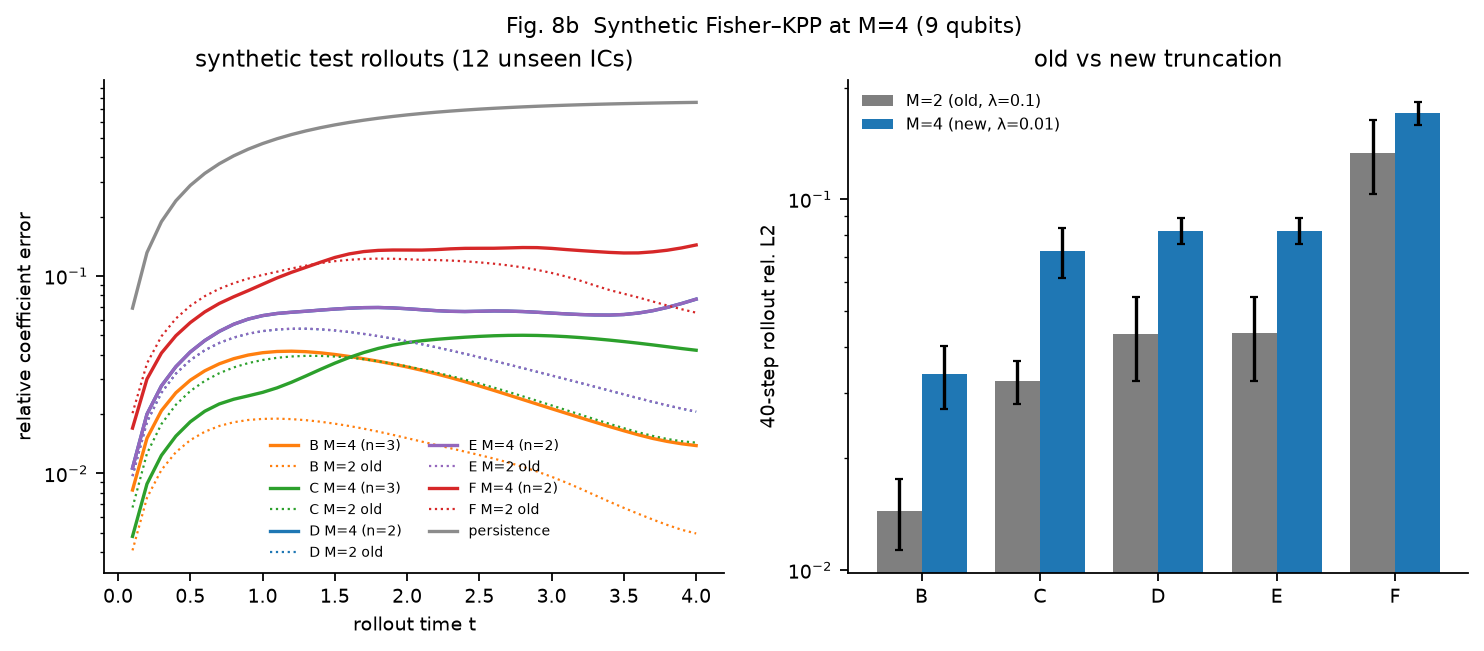 Fig. 8b  Synthetic Fisher–KPP at M=4 (9 qubits)
synthetic test rollouts (12 unseen ICs)
relative coefficient error
10⁻¹
10⁻²
B M=4 (n=3)
B M=2 old
C M=4 (n=3)
C M=2 old
D M=4 (n=2)
D M=2 old
E M=4 (n=2)
E M=2 old
F M=4 (n=2)
F M=2 old
persistence
0.0 0.5 1.0 1.5 2.0 2.5 3.0 3.5 4.0
rollout time t
old vs new truncation
M=2 (old, λ=0.1)
M=4 (new, λ=0.01)
40-step rollout rel. L2
10⁻¹
10⁻²
B C D E F